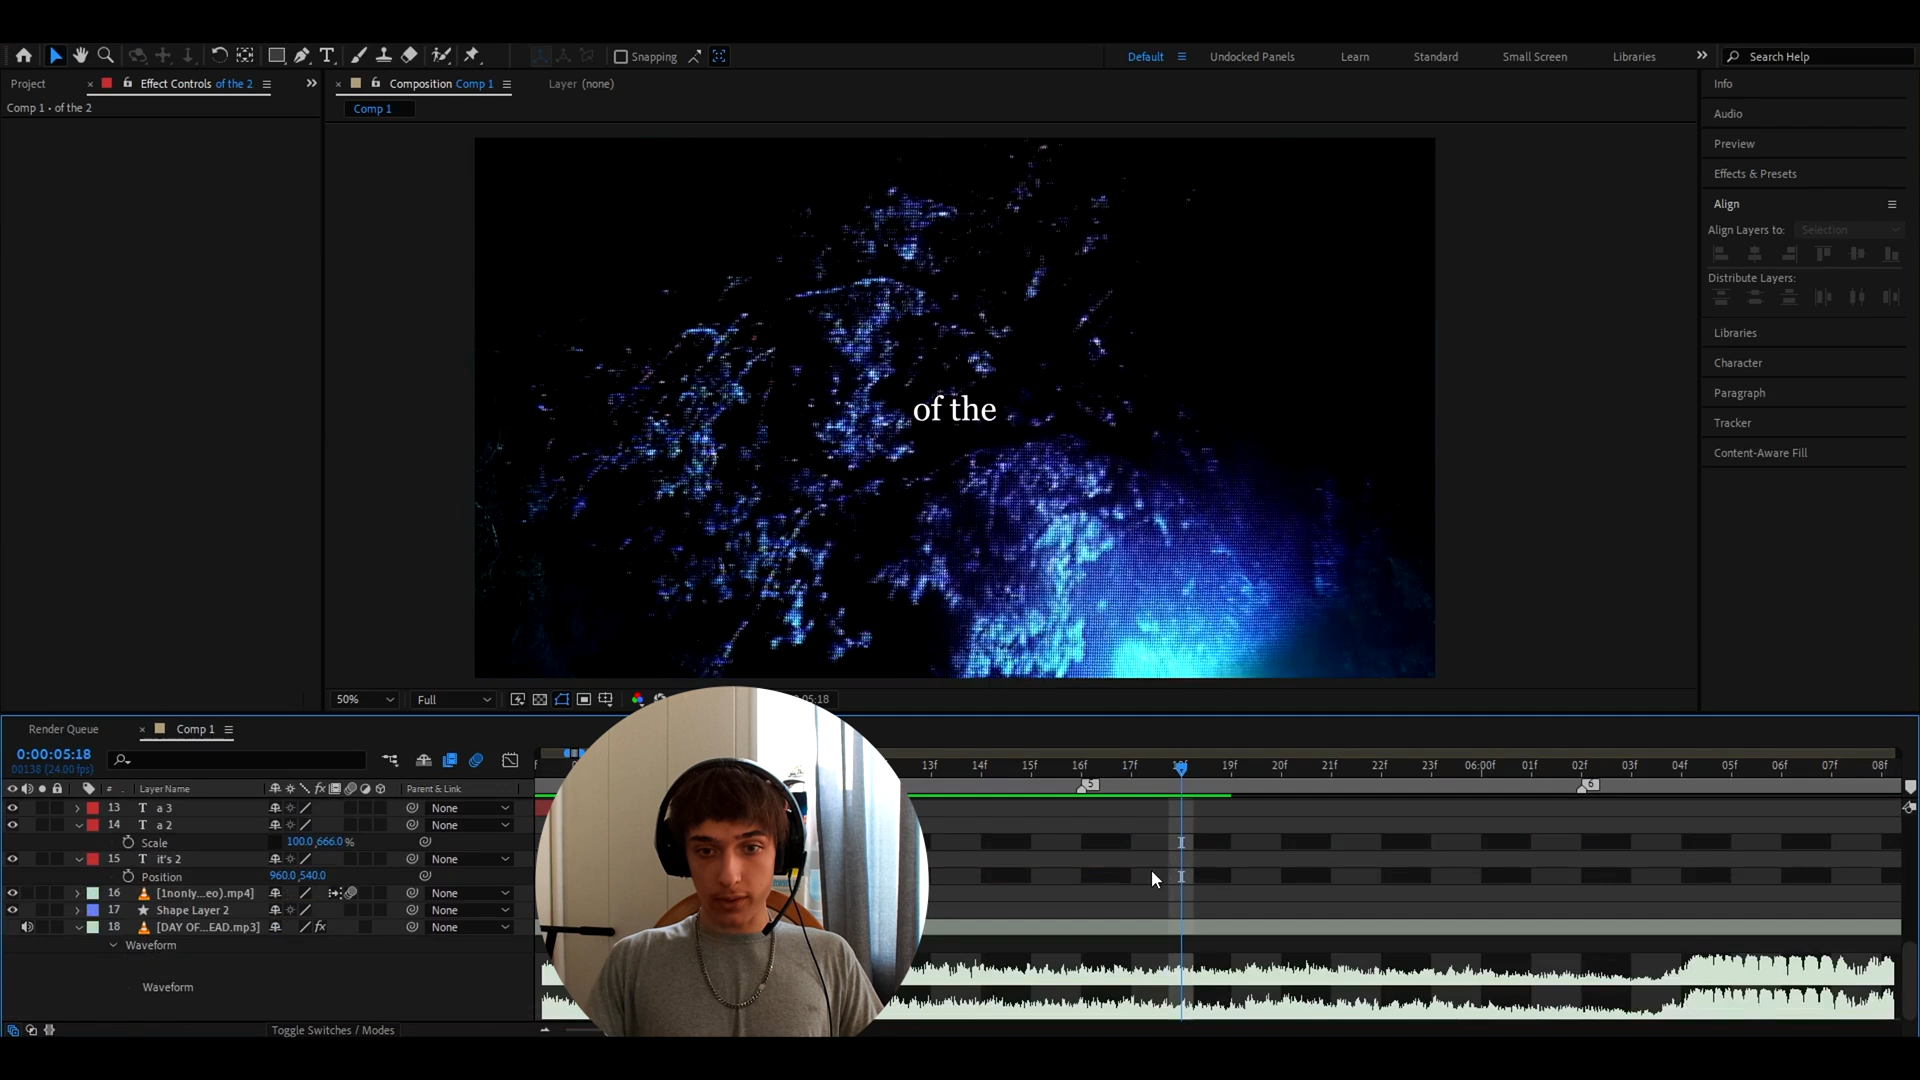 Snapping
Default
Undocked Panels
Learn
Standard
Small Screen
Libraries
Search Help
Project
Effect Controls of the 2
Composition Comp 1
Layer (none)
Comp 1 • of the 2
Comp 1
of the
Info
Audio
Preview
Effects & Presets
Align
Align Layers to:
Selection
Distribute Layers:
Libraries
Character
Paragraph
Tracker
Content-Aware Fill
50%
Full
05:18
Render Queue
Comp 1
0:00:05:18
00138 (24.00 fps)
13f 14f 16f 17f 19f 20f 21f 22f 23f 06:00f 01f 02f 03f 04f 05f 06f 07f 08f
5
6
# Layer Name
fx
Parent & Link
13 T a 3 None
14 T a 2 None
Scale 100.0,666.0 %
15 T it's 2 None
Position 960.0,540.0
16 [1nonly...eo).mp4] None
17 Shape Layer 2 None
18 [DAY OF...EAD.mp3] fx None
Waveform
Waveform
Toggle Switches / Modes